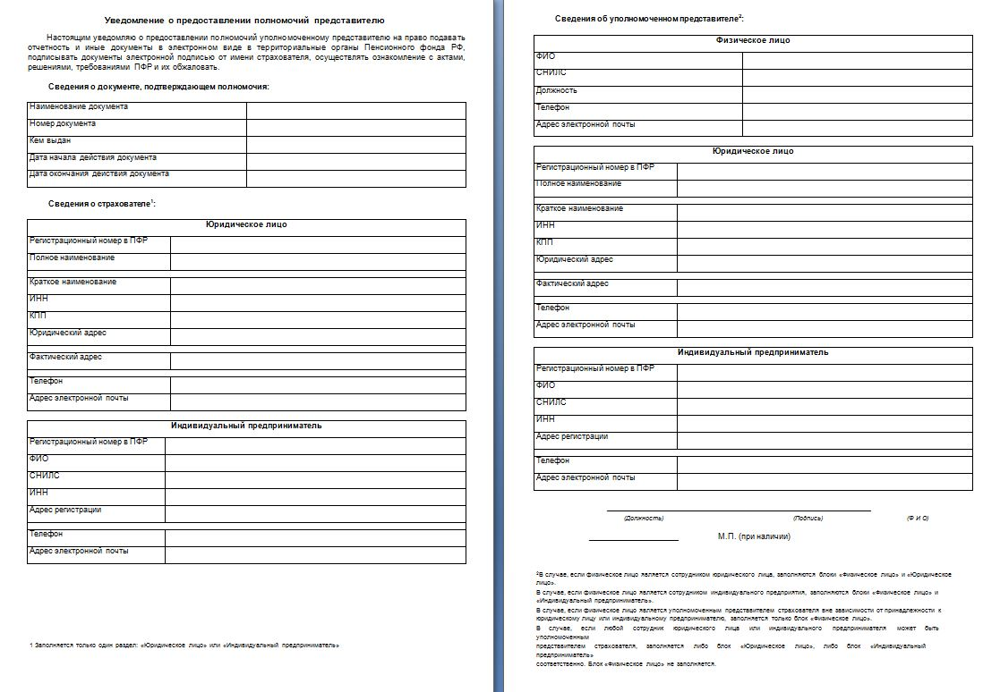 Уведомление о предоставлении полномочий представителю
Настоящим уведомляю о предоставлении полномочий уполномоченному представителю на право подавать
отчетность и иные документы в электронном виде в территориальные органы Пенсионного фонда РФ,
подписывать документы электронной подписью от имени страхователя, осуществлять ознакомление с актами,
решениями, требованиями ПФР и их обжаловать.
Сведения о документе, подтверждающем полномочия:
Наименование документа
Номер документа
Кем выдан
Дата начала действия документа
Дата окончания действия документа
Сведения о страхователе1:
Юридическое лицо
Регистрационный номер в ПФР
Полное наименование
Краткое наименование
ИНН
КПП
Юридический адрес
Фактический адрес
Телефон
Адрес электронной почты
Индивидуальный предприниматель
Регистрационный номер в ПФР
ФИО
СНИЛС
ИНН
Адрес регистрации
Телефон
Адрес электронной почты
1 Заполняется только один раздел: «Юридическое лицо» или «Индивидуальный предприниматель»
Сведения об уполномоченном представителе2:
Физическое лицо
ФИО
СНИЛС
Должность
Телефон
Адрес электронной почты
Юридическое лицо
Регистрационный номер в ПФР
Полное наименование
Краткое наименование
ИНН
КПП
Юридический адрес
Фактический адрес
Телефон
Адрес электронной почты
Индивидуальный предприниматель
Регистрационный номер в ПФР
ФИО
СНИЛС
ИНН
Адрес регистрации
Телефон
Адрес электронной почты
(Должность) (Подпись) (Ф И О)
М.П. (при наличии)
2В случае, если физическое лицо является сотрудником юридического лица, заполняются блоки «Физическое лицо» и «Юридическое
лицо».
В случае, если физическое лицо является сотрудником индивидуального предприятия, заполняются блоки «Физическое лицо» и
«Индивидуальный предприниматель».
В случае, если физическое лицо является уполномоченным представителем страхователя вне зависимости от принадлежности к
юридическому лицу или индивидуальному предпринимателю, заполняется только блок «Физическое лицо».
В случае, если любой сотрудник юридического лица или индивидуального предпринимателя может быть
уполномоченным
представителем страхователя, заполняется либо блок «Юридическое лицо», либо блок «Индивидуальный
предприниматель»
соответственно. Блок «Физическое лицо» не заполняется.